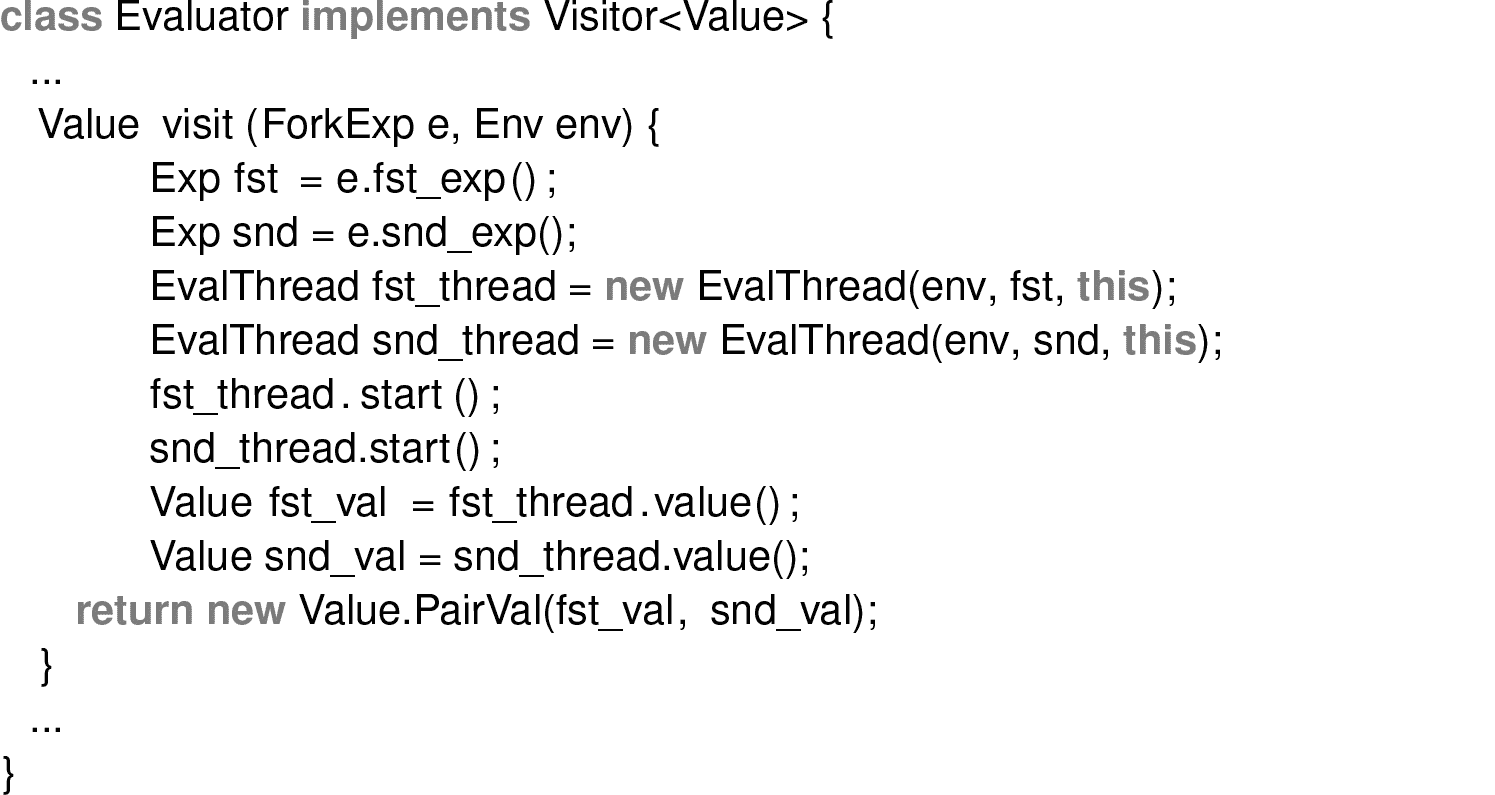 class Evaluator implements Visitor<Value> {
...
Value visit (ForkExp e, Env env) {
Exp fst = e.fst_exp() ;
Exp snd = e.snd_exp();
EvalThread fst_thread = new EvalThread(env, fst, this);
EvalThread snd_thread = new EvalThread(env, snd, this);
fst_thread . start () ;
snd_thread.start() ;
Value fst_val = fst_thread .value() ;
Value snd_val = snd_thread.value();
return new Value.PairVal(fst_val, snd_val);
}
...
}